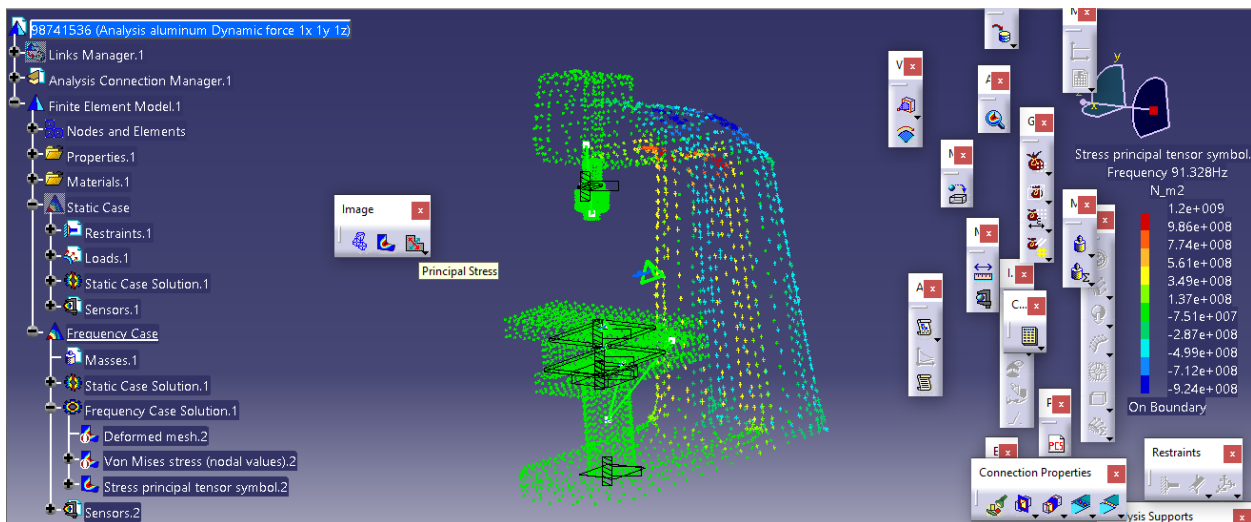 98741536 (Analysis aluminum Dynamic force 1x 1y 1z)
Links Manager.1
Analysis Connection Manager.1
Finite Element Model.1
Nodes and Elements
Properties.1
Materials.1
Static Case
Restraints.1
Loads.1
Static Case Solution.1
Sensors.1
Frequency Case
Masses.1
Static Case Solution.1
Frequency Case Solution.1
Deformed mesh.2
Von Mises stress (nodal values).2
Stress principal tensor symbol.2
Sensors.2
Image
Principal Stress
V...
A...
G...
M...
A...
I...
C...
y
x
Stress principal tensor symbol.
Frequency 91.328Hz
N_m2
1.2e+009
9.86e+008
7.74e+008
5.61e+008
3.49e+008
1.37e+008
-7.51e+007
-2.87e+008
-4.99e+008
-7.12e+008
-9.24e+008
On Boundary
Connection Properties
Restraints
ysis Supports